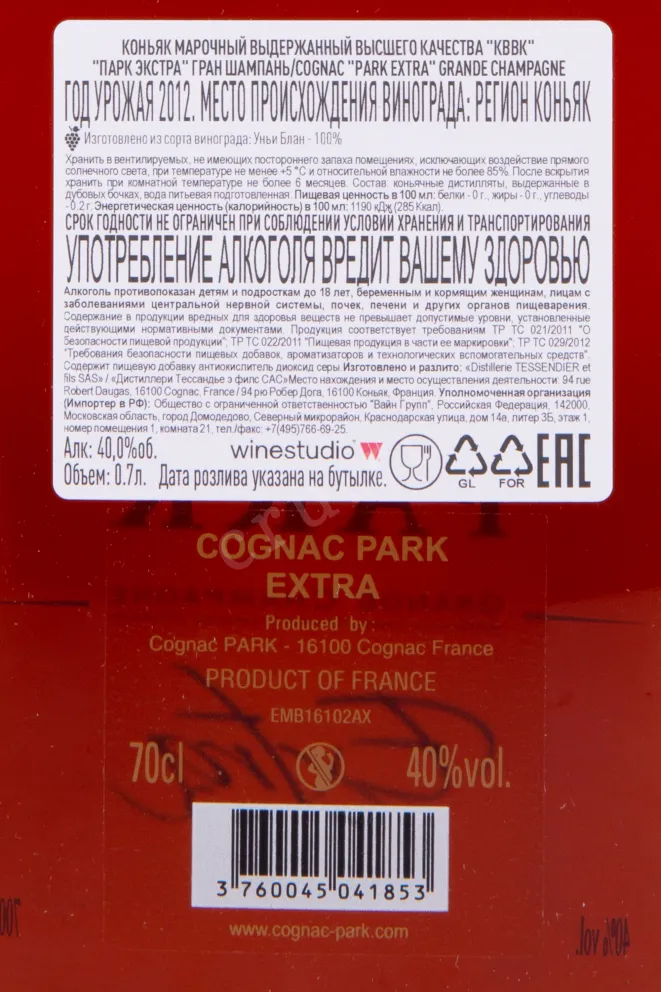 КОНЬЯК МАРОЧНЫЙ ВЫДЕРЖАННЫЙ ВЫСШЕГО КАЧЕСТВА "КВВК"
"ПАРК ЭКСТРА" ГРАН ШАМПАНЬ/COGNAC "PARK EXTRA" GRANDE CHAMPAGNE
ГОД УРОЖАЯ 2012. МЕСТО ПРОИСХОЖДЕНИЯ ВИНОГРАДА: РЕГИОН КОНЬЯК
Изготовлено из сорта винограда: Уньи Блан - 100%
Хранить в вентилируемых, не имеющих постороннего запаха помещениях, исключающих воздействие прямого
солнечного света, при температуре не менее +5 °C и относительной влажности не более 85%. После вскрытия
хранить при комнатной температуре не более 6 месяцев. Состав: коньячные дистилляты, выдержанные в
дубовых бочках, вода питьевая подготовленная. Пищевая ценность в 100 мл: белки - 0 г., жиры - 0 г., углеводы
- 0.2 г. Энергетическая ценность (калорийность) в 100 мл: 1190 кДж (285 Ккал).
СРОК ГОДНОСТИ НЕ ОГРАНИЧЕН ПРИ СОБЛЮДЕНИИ УСЛОВИЙ ХРАНЕНИЯ И ТРАНСПОРТИРОВАНИЯ
УПОТРЕБЛЕНИЕ АЛКОГОЛЯ ВРЕДИТ ВАШЕМУ ЗДОРОВЬЮ
Алкоголь противопоказан детям и подросткам до 18 лет, беременным и кормящим женщинам, лицам с
заболеваниями центральной нервной системы, почек, печени и других органов пищеварения.
Содержание в продукции вредных для здоровья веществ не превышает допустимые уровни, установленные
действующими нормативными документами. Продукция соответствует требованиям ТР ТС 021/2011 "О
безопасности пищевой продукции"; ТР ТС 022/2011 "Пищевая продукция в части ее маркировки"; ТР ТС 029/2012
"Требования безопасности пищевых добавок, ароматизаторов и технологических вспомогательных средств".
Содержит пищевую добавку антиокислитель диоксид серы Изготовлено и разлито: «Distillerie TESSENDIER et
fils SAS» / «Дистиллери Тессандье э филс САС»Место нахождения и место осуществления деятельности: 94 rue
Robert Daugas, 16100 Cognac, France / 94 рю Робер Дога, 16100 Коньяк, Франция. Уполномоченная организация
(Импортер в РФ): Общество с ограниченной ответственностью "Вайн Групп", Российская Федерация, 142000,
Московская область, город Домодедово, Северный микрорайон, Краснодарская улица, дом 14в, литер 3Б, этаж 1,
номер помещения 1, комната 21, тел./факс: +7(495)766-69-25.
Алк: 40,0%об. winestudio W
Объем: 0.7л. Дата розлива указана на бутылке.
GL FOR EAC
PARK
COGNAC PARK
EXTRA
GRANDE CHAMPAGNE
Produced by :
Cognac PARK - 16100 Cognac France
PRODUCT OF FRANCE
Extra
EMB16102AX
70cl 40%vol.
3 760045 041853
www.cognac-park.com
700
40% vol.